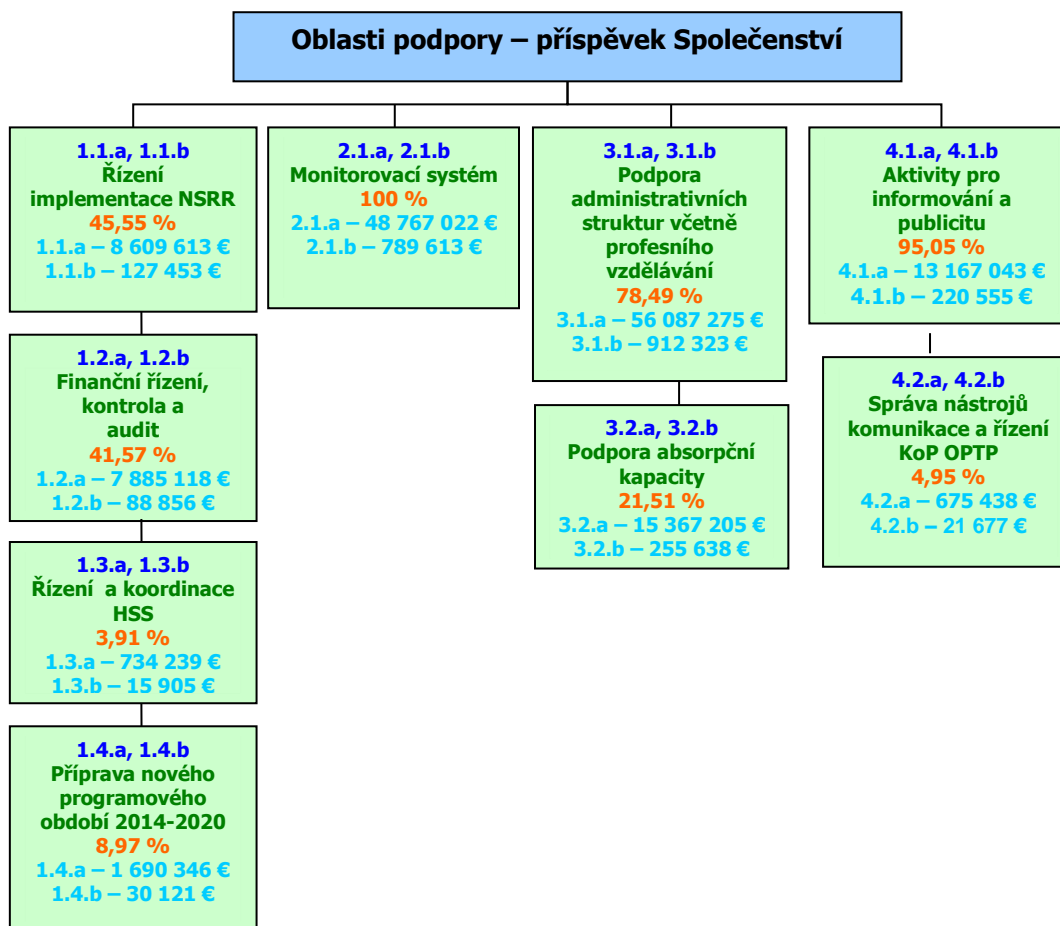 Oblasti podpory – příspěvek Společenství
1.1.a, 1.1.b
Řízení
implementace NSRR
45,55 %
1.1.a – 8 609 613 €
1.1.b – 127 453 €
1.2.a, 1.2.b
Finanční řízení,
kontrola a
audit
41,57 %
1.2.a – 7 885 118 €
1.2.b – 88 856 €
1.3.a, 1.3.b
Řízení a koordinace
HSS
3,91 %
1.3.a – 734 239 €
1.3.b – 15 905 €
1.4.a, 1.4.b
Příprava nového
programového
období 2014-2020
8,97 %
1.4.a – 1 690 346 €
1.4.b – 30 121 €
2.1.a, 2.1.b
Monitorovací systém
100 %
2.1.a – 48 767 022 €
2.1.b – 789 613 €
3.1.a, 3.1.b
Podpora
administrativních
struktur včetně
profesního
vzdělávání
78,49 %
3.1.a – 56 087 275 €
3.1.b – 912 323 €
3.2.a, 3.2.b
Podpora absorpční
kapacity
21,51 %
3.2.a – 15 367 205 €
3.2.b – 255 638 €
4.1.a, 4.1.b
Aktivity pro
informování a
publicitu
95,05 %
4.1.a – 13 167 043 €
4.1.b – 220 555 €
4.2.a, 4.2.b
Správa nástrojů
komunikace a řízení
KoP OPTP
4,95 %
4.2.a – 675 438 €
4.2.b – 21 677 €